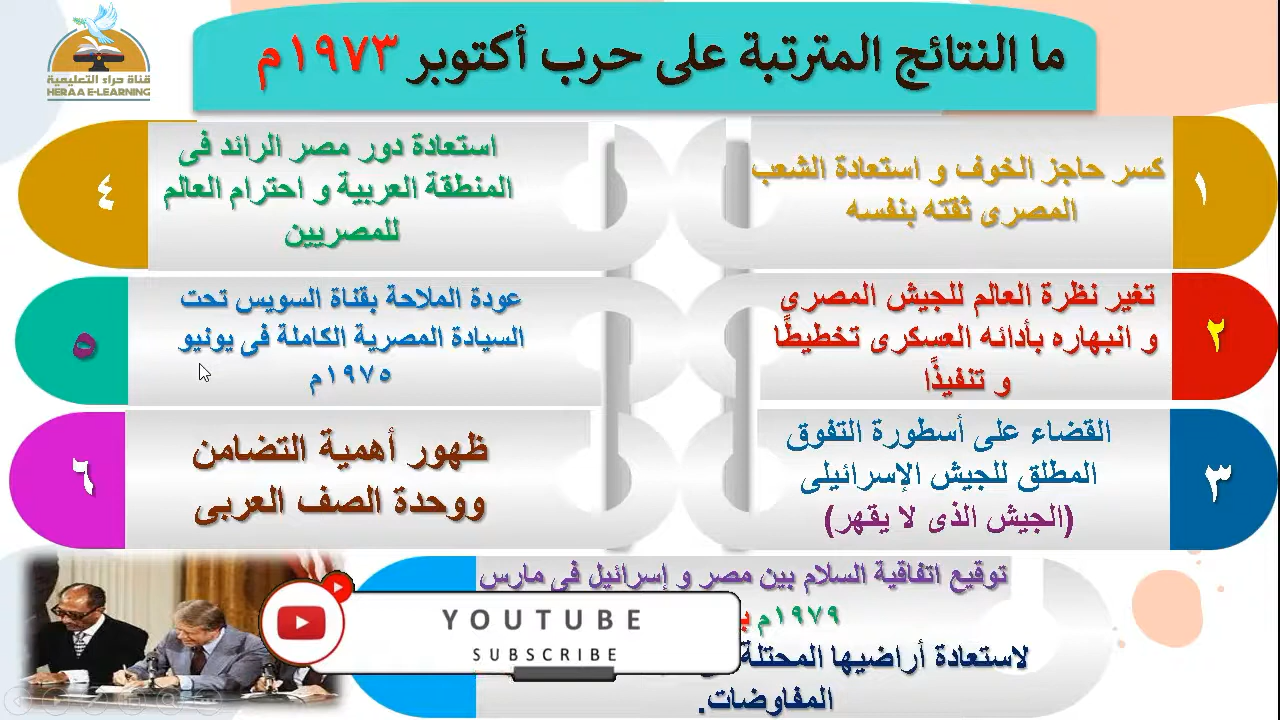 قناة حراء التعليمية
HERAA E-LEARNING
ما النتائج المترتبة على حرب أكتوبر ١٩٧٣م
١
كسر حاجز الخوف و استعادة الشعب
المصرى ثقته بنفسه
٢
تغير نظرة العالم للجيش المصرى
و انبهاره بأدائه العسكرى تخطيطًا
و تنفيذًا
٣
القضاء على أسطورة التفوق
المطلق للجيش الإسرائيلى
(الجيش الذى لا يقهر)
٤
استعادة دور مصر الرائد فى
المنطقة العربية و احترام العالم
للمصريين
٥
عودة الملاحة بقناة السويس تحت
السيادة المصرية الكاملة فى يونيو
١٩٧٥م
٦
ظهور أهمية التضامن
ووحدة الصف العربى
توقيع اتفاقية السلام بين مصر و إسرائيل فى مارس
١٩٧٩م
لاستعادة أراضيها المحتلة
المفاوضات.
YOUTUBE
SUBSCRIBE